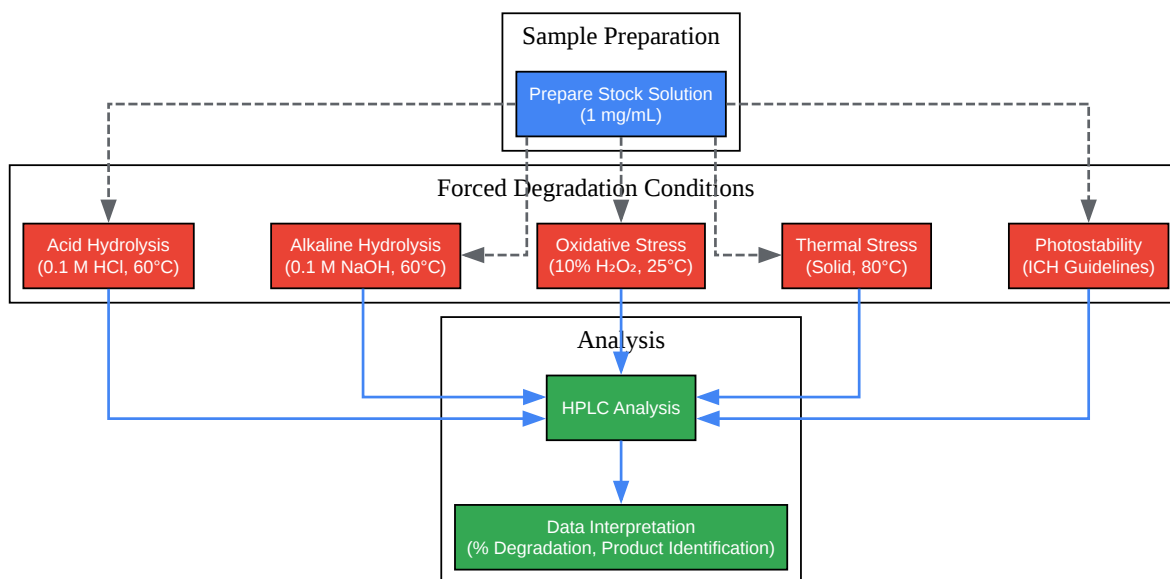 Sample Preparation
Prepare Stock Solution
(1 mg/mL)
Forced Degradation Conditions
Acid Hydrolysis
(0.1 M HCl, 60°C)
Alkaline Hydrolysis
(0.1 M NaOH, 60°C)
Oxidative Stress
(10% H₂O₂, 25°C)
Thermal Stress
(Solid, 80°C)
Photostability
(ICH Guidelines)
Analysis
HPLC Analysis
Data Interpretation
(% Degradation, Product Identification)